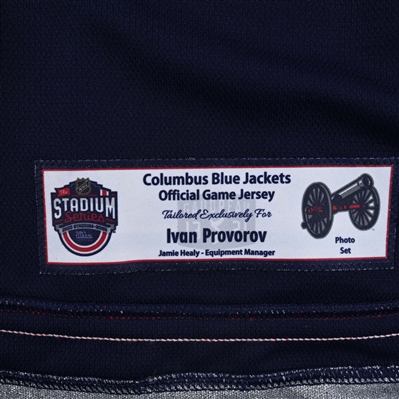 Columbus Blue Jackets
Official Game Jersey
Tailored Exclusively For
Ivan Provorov
Jamie Healy - Equipment Manager
NHL
STADIUM
Series
Photo
Set